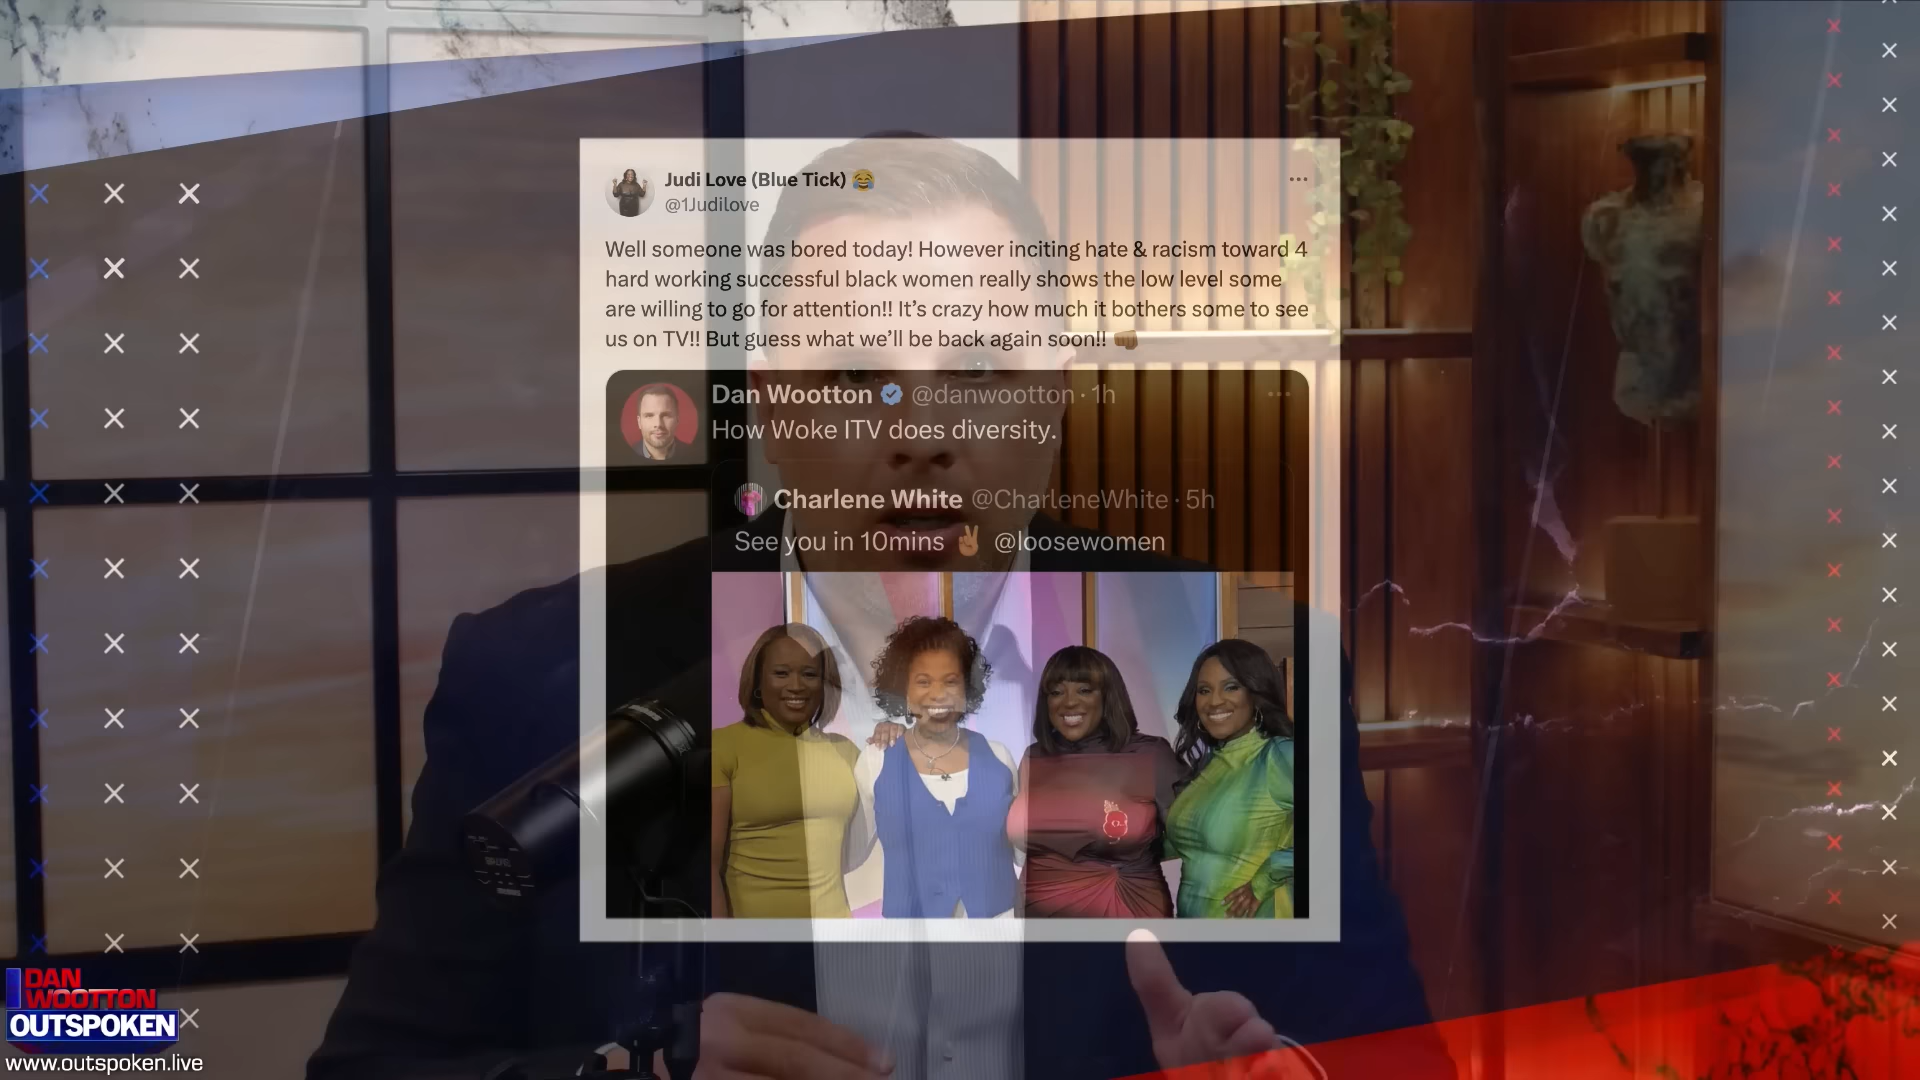 Judi Love (Blue Tick) 😂
@1Judilove
Well someone was bored today! However inciting hate & racism toward 4
hard working successful black women really shows the low level some
are willing to go for attention!! It’s crazy how much it bothers some to see
us on TV!! But guess what we’ll be back again soon!! 🤜🏾
Dan Wootton @danwootton · 1h
How Woke ITV does diversity.
Charlene White @CharleneWhite · 5h
See you in 10mins ✌🏽 @loosewomen
DAN
WOOTTON
OUTSPOKEN
www.outspoken.live